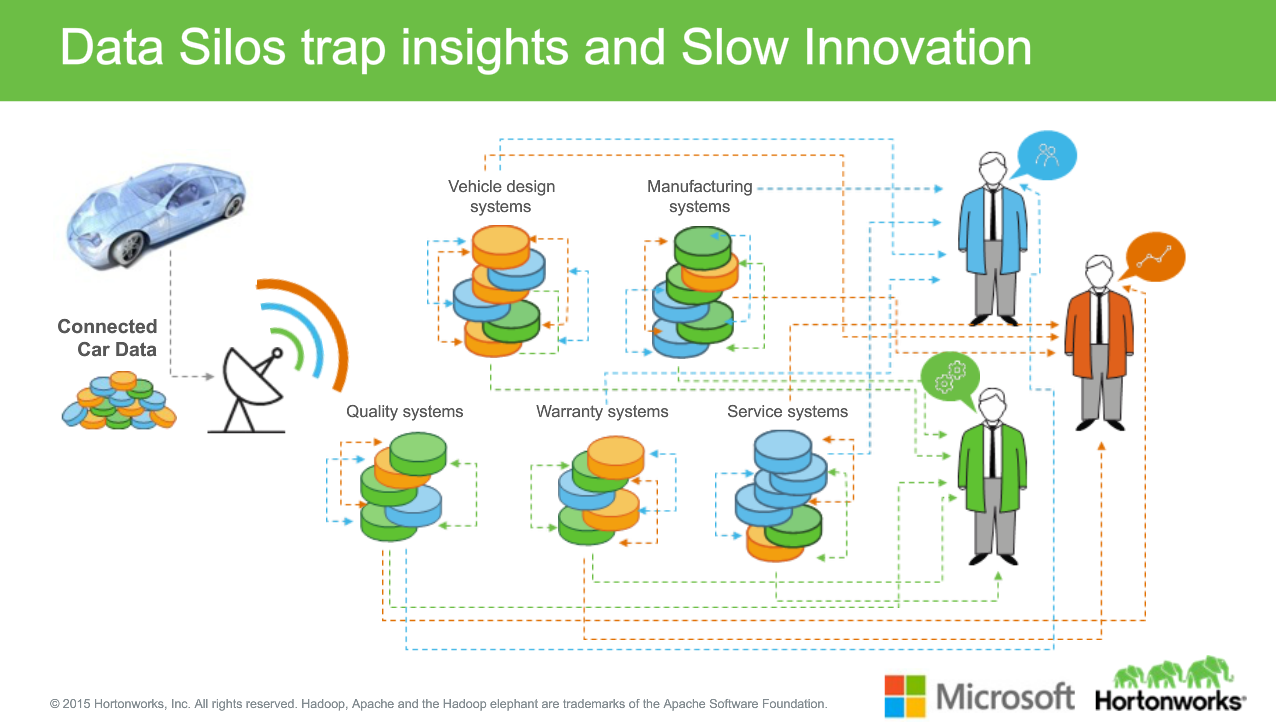 Data Silos trap insights and Slow Innovation
Vehicle design
systems
Manufacturing
systems
Connected
Car Data
Quality systems
Warranty systems
Service systems
© 2015 Hortonworks, Inc. All rights reserved. Hadoop, Apache and the Hadoop elephant are trademarks of the Apache Software Foundation.
Microsoft
Hortonworks®